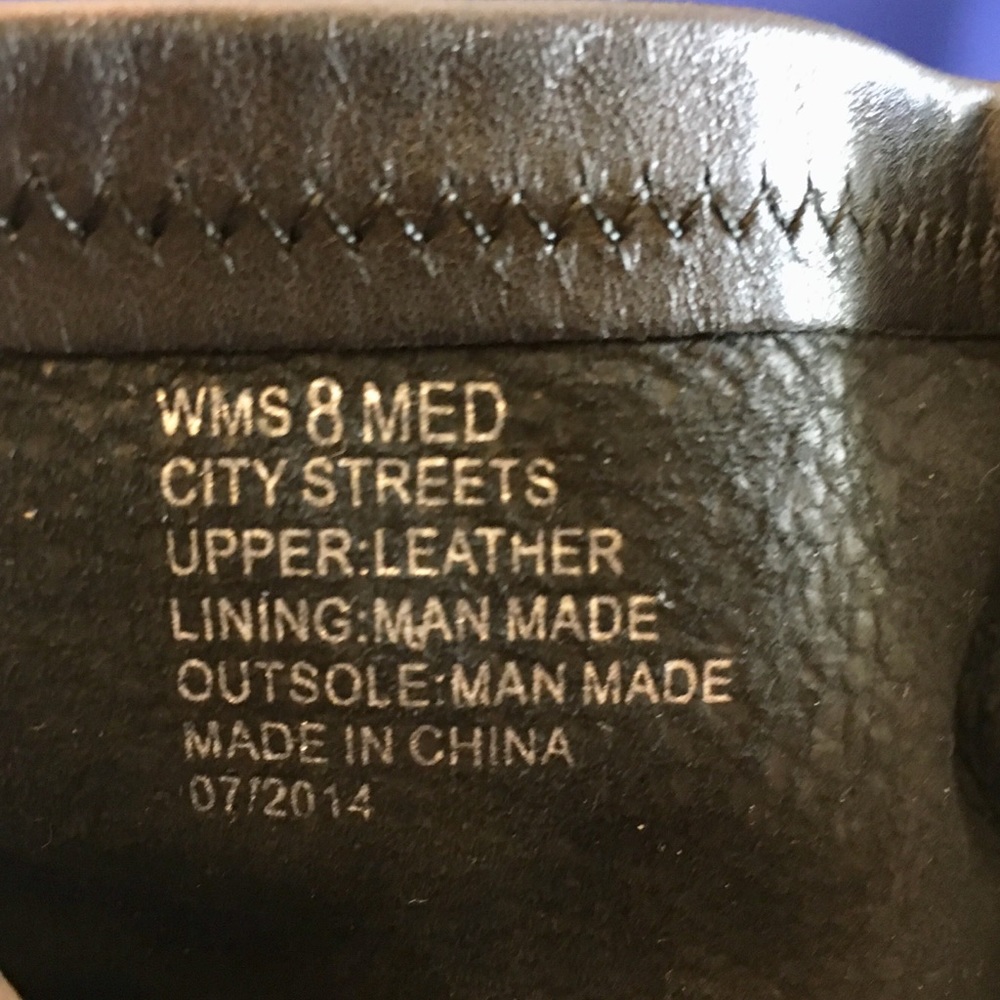 WMS 8 MED
CITY STREETS
UPPER:LEATHER
LINING:MAN MADE
OUTSOLE:MAN MADE
MADE IN CHINA
07/2014